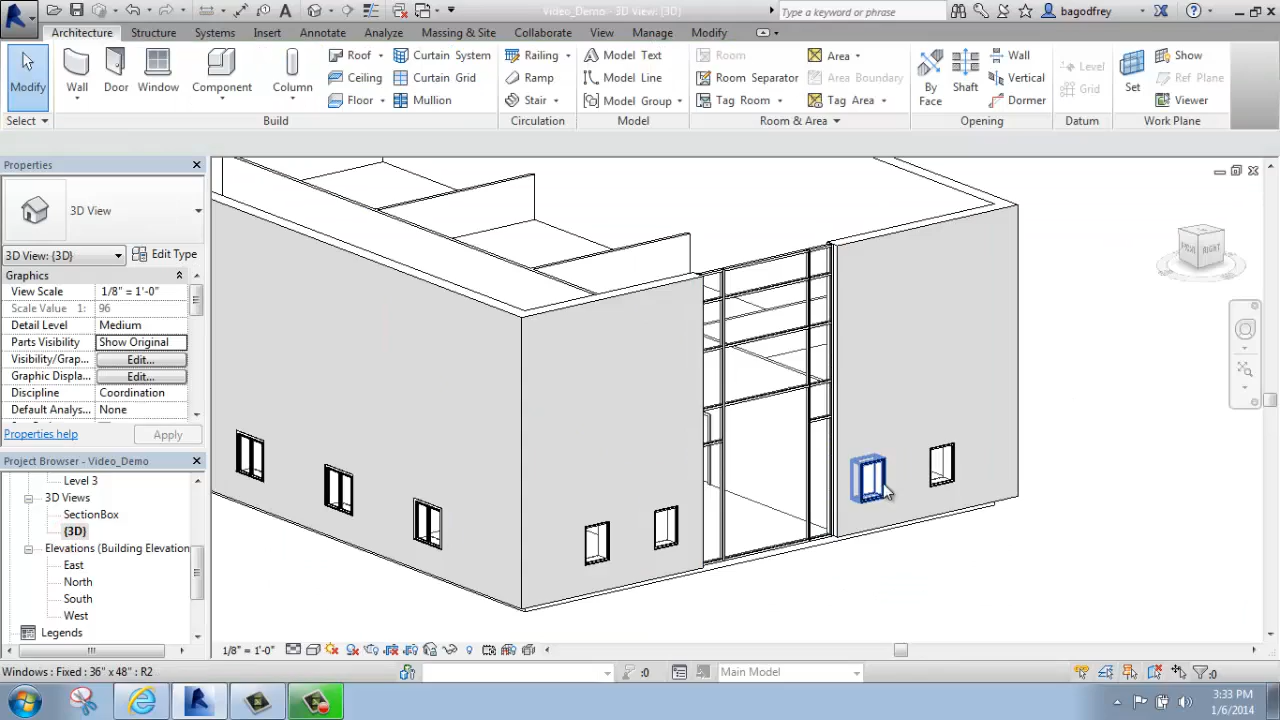 Video_Demo - 3D View: {3D}
Type a keyword or phrase
bagodfrey
Architecture Structure Systems Insert Annotate Analyze Massing & Site Collaborate View Manage Modify
Modify Wall Door Window Component Column
Roof Curtain System
Ceiling Curtain Grid
Floor Mullion
Railing
Ramp
Stair
Model Text
Model Line
Model Group
Room
Room Separator
Tag Room
Area
Area Boundary
Tag Area
By Face
Shaft
Wall
Vertical
Dormer
Level
Grid
Set
Show
Ref Plane
Viewer
Select Build Circulation Model Room & Area Opening Datum Work Plane
Properties
3D View
3D View: {3D} Edit Type
Graphics
View Scale 1/8" = 1'-0"
Scale Value 1: 96
Detail Level Medium
Parts Visibility Show Original
Visibility/Grap... Edit...
Graphic Displa... Edit...
Discipline Coordination
Default Analys... None
Properties help Apply
Project Browser - Video_Demo
Level 3
3D Views
SectionBox
{3D}
Elevations (Building Elevation
East
North
South
West
Legends
RIGHT
1/8" = 1'-0"
Windows : Fixed : 36" x 48" : R2
:0
Main Model
:0
3:33 PM
1/6/2014